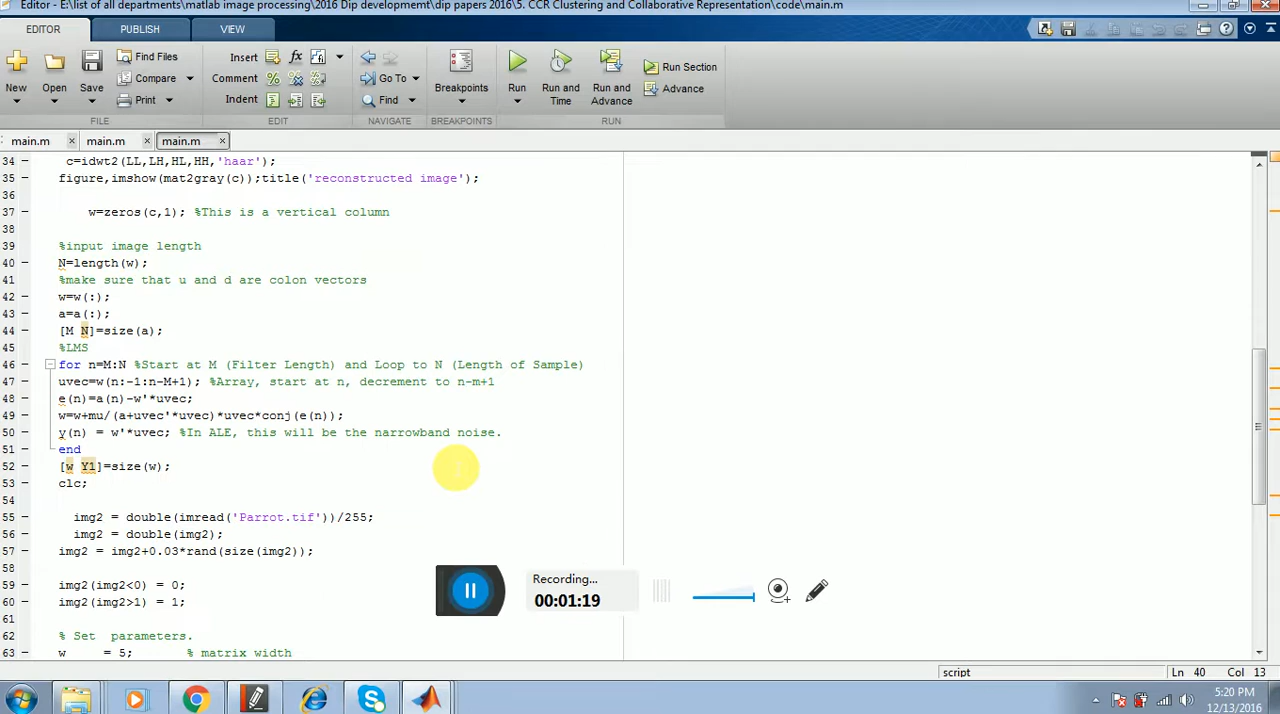 Editor - E:\list of all departments\matlab image processing\2016 Dip developemnt\dip papers 2016\5. CCR Clustering and Collaborative Representation\code\main.m
EDITOR PUBLISH VIEW
New Open Save Find Files Compare Print Insert Comment Indent fx Go To Find Breakpoints Run Run and Time Run and Advance Run Section Advance
FILE EDIT NAVIGATE BREAKPOINTS RUN
main.m × main.m × main.m ×
34 – c=idwt2(LL,LH,HL,HH,'haar');
35 – figure,imshow(mat2gray(c));title('reconstructed image');
36
37 – w=zeros(c,1); %This is a vertical column
38
39 %input image length
40 – N=length(w);
41 %make sure that u and d are colon vectors
42 – w=w(:);
43 – a=a(:);
44 – [M N]=size(a);
45 %LMS
46 – for n=M:N %Start at M (Filter Length) and Loop to N (Length of Sample)
47 – uvec=w(n:-1:n-M+1); %Array, start at n, decrement to n-m+1
48 – e(n)=a(n)-w'*uvec;
49 – w=w+mu/(a+uvec'*uvec)*uvec*conj(e(n));
50 – y(n) = w'*uvec; %In ALE, this will be the narrowband noise.
51 – end
52 – [w Y1]=size(w);
53 – clc;
54
55 – img2 = double(imread('Parrot.tif'))/255;
56 – img2 = double(img2);
57 – img2 = img2+0.03*rand(size(img2));
58
59 – img2(img2<0) = 0;
60 – img2(img2>1) = 1;
61
62 % Set parameters.
63 – w = 5; % matrix width
Recording...
00:01:19
script Ln 40 Col 13
5:20 PM
12/13/2016